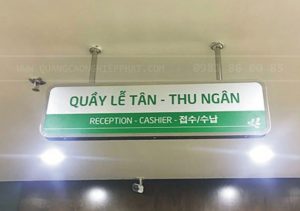 QUẦY LỄ TÂN - THU NGÂN
RECEPTION - CASHIER - 접수/수납